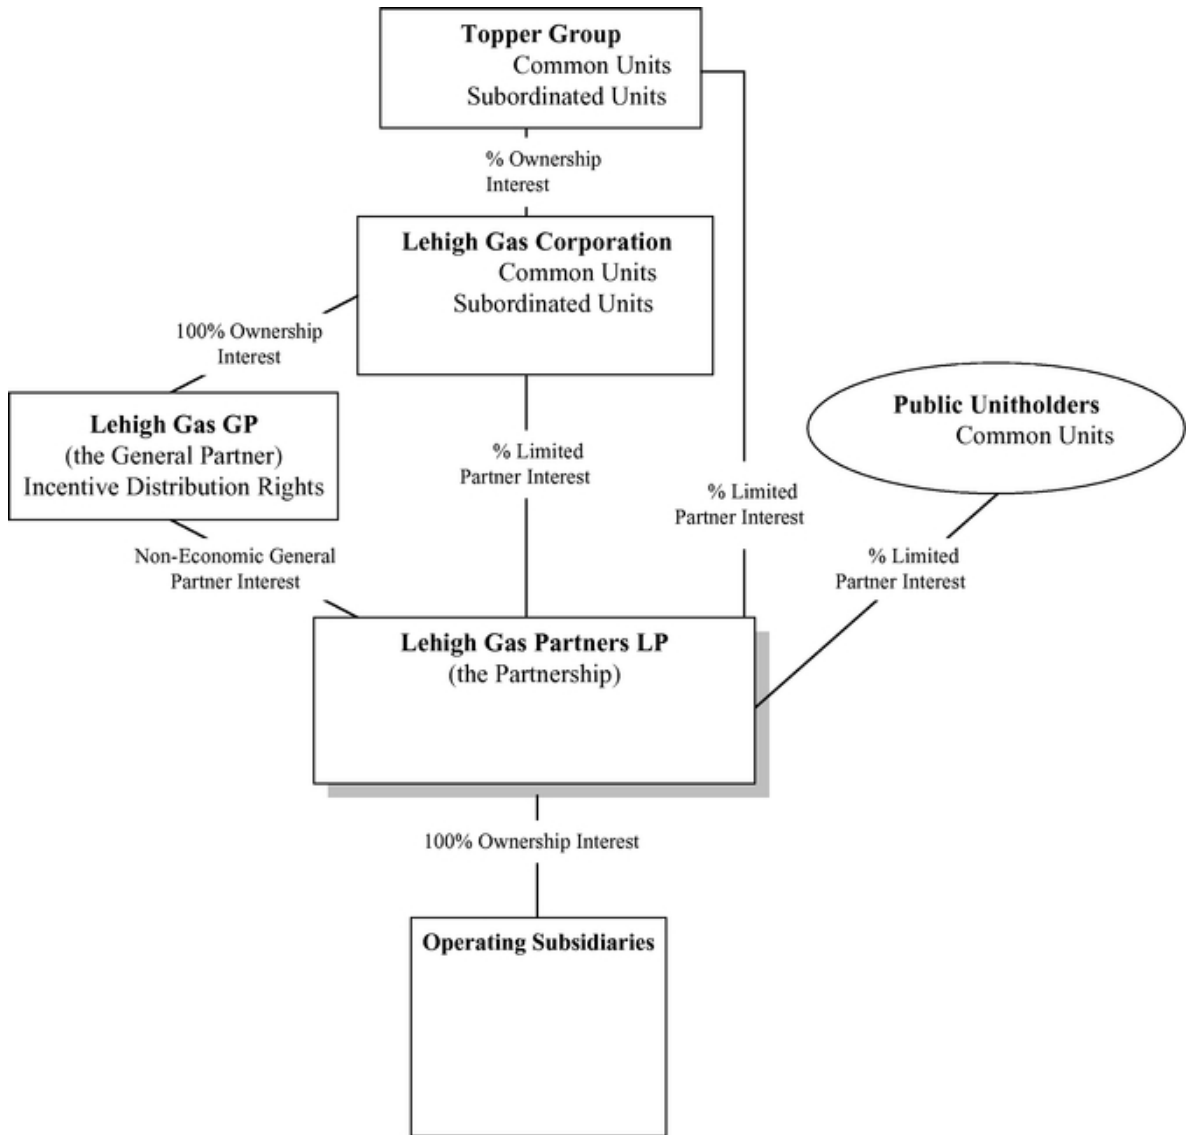 Topper Group
Common Units
Subordinated Units
% Ownership
Interest
Lehigh Gas Corporation
Common Units
Subordinated Units
100% Ownership
Interest
Lehigh Gas GP
(the General Partner)
Incentive Distribution Rights
% Limited
Partner Interest
% Limited
Partner Interest
Public Unitholders
Common Units
Non-Economic General
Partner Interest
% Limited
Partner Interest
Lehigh Gas Partners LP
(the Partnership)
100% Ownership Interest
Operating Subsidiaries